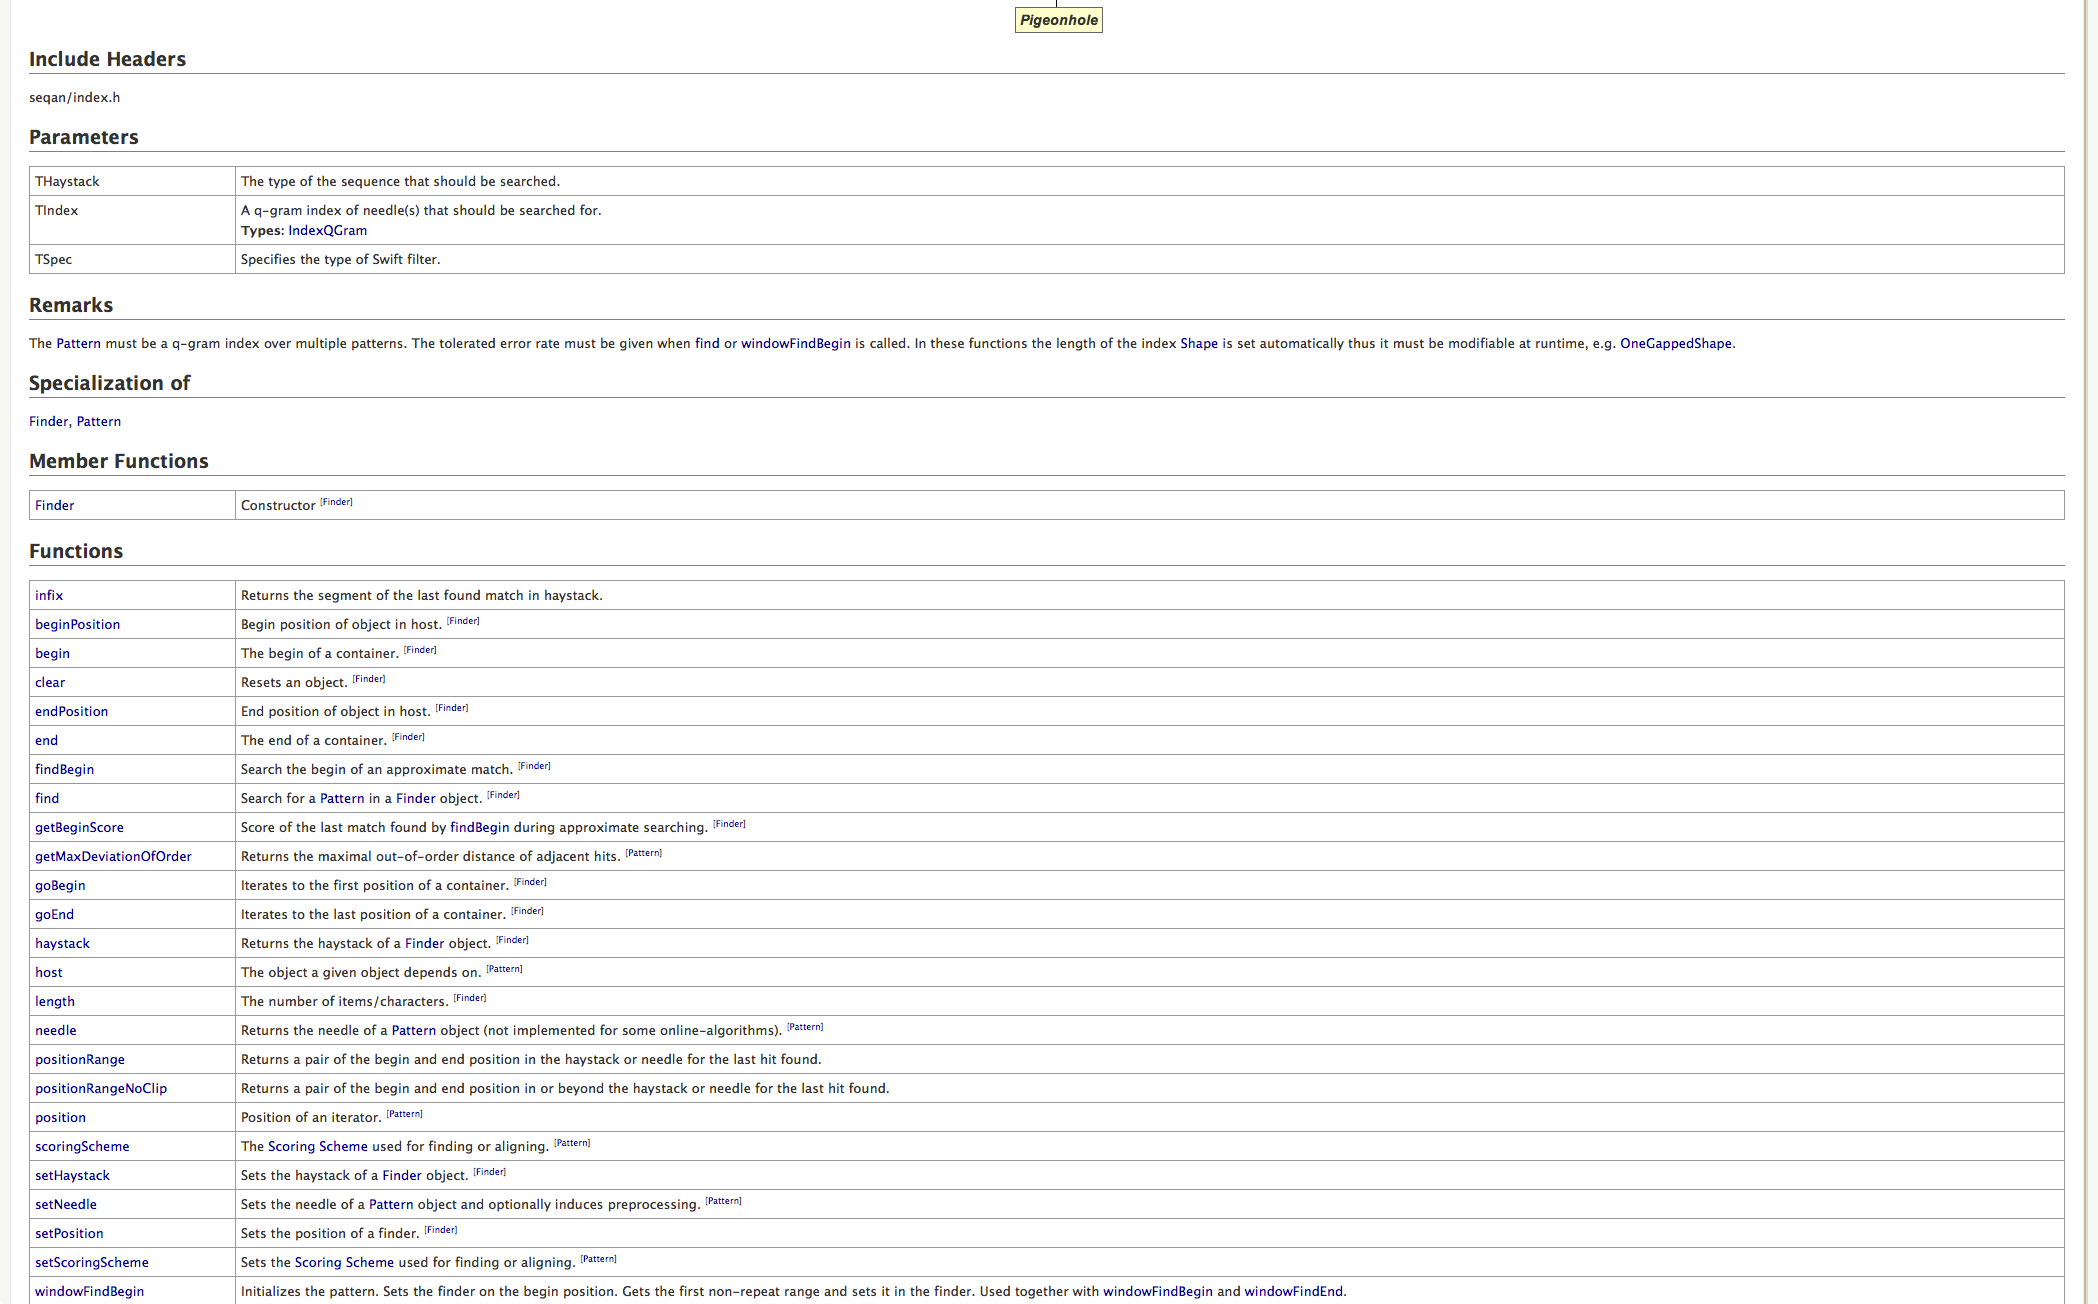 Pigeonhole
Include Headers
seqan/index.h
Parameters
THaystack The type of the sequence that should be searched.
TIndex A q-gram index of needle(s) that should be searched for.
Types: IndexQGram
TSpec Specifies the type of Swift filter.
Remarks
The Pattern must be a q-gram index over multiple patterns. The tolerated error rate must be given when find or windowFindBegin is called. In these functions the length of the index Shape is set automatically thus it must be modifiable at runtime, e.g. OneGappedShape.
Specialization of
Finder, Pattern
Member Functions
Finder Constructor [Finder]
Functions
infix Returns the segment of the last found match in haystack.
beginPosition Begin position of object in host. [Finder]
begin The begin of a container. [Finder]
clear Resets an object. [Finder]
endPosition End position of object in host. [Finder]
end The end of a container. [Finder]
findBegin Search the begin of an approximate match. [Finder]
find Search for a Pattern in a Finder object. [Finder]
getBeginScore Score of the last match found by findBegin during approximate searching. [Finder]
getMaxDeviationOfOrder Returns the maximal out-of-order distance of adjacent hits. [Pattern]
goBegin Iterates to the first position of a container. [Finder]
goEnd Iterates to the last position of a container. [Finder]
haystack Returns the haystack of a Finder object. [Finder]
host The object a given object depends on. [Pattern]
length The number of items/characters. [Finder]
needle Returns the needle of a Pattern object (not implemented for some online-algorithms). [Pattern]
positionRange Returns a pair of the begin and end position in the haystack or needle for the last hit found.
positionRangeNoClip Returns a pair of the begin and end position in or beyond the haystack or needle for the last hit found.
position Position of an iterator. [Pattern]
scoringScheme The Scoring Scheme used for finding or aligning. [Pattern]
setHaystack Sets the haystack of a Finder object. [Finder]
setNeedle Sets the needle of a Pattern object and optionally induces preprocessing. [Pattern]
setPosition Sets the position of a finder. [Finder]
setScoringScheme Sets the Scoring Scheme used for finding or aligning. [Pattern]
windowFindBegin Initializes the pattern. Sets the finder on the begin position. Gets the first non-repeat range and sets it in the finder. Used together with windowFindBegin and windowFindEnd.